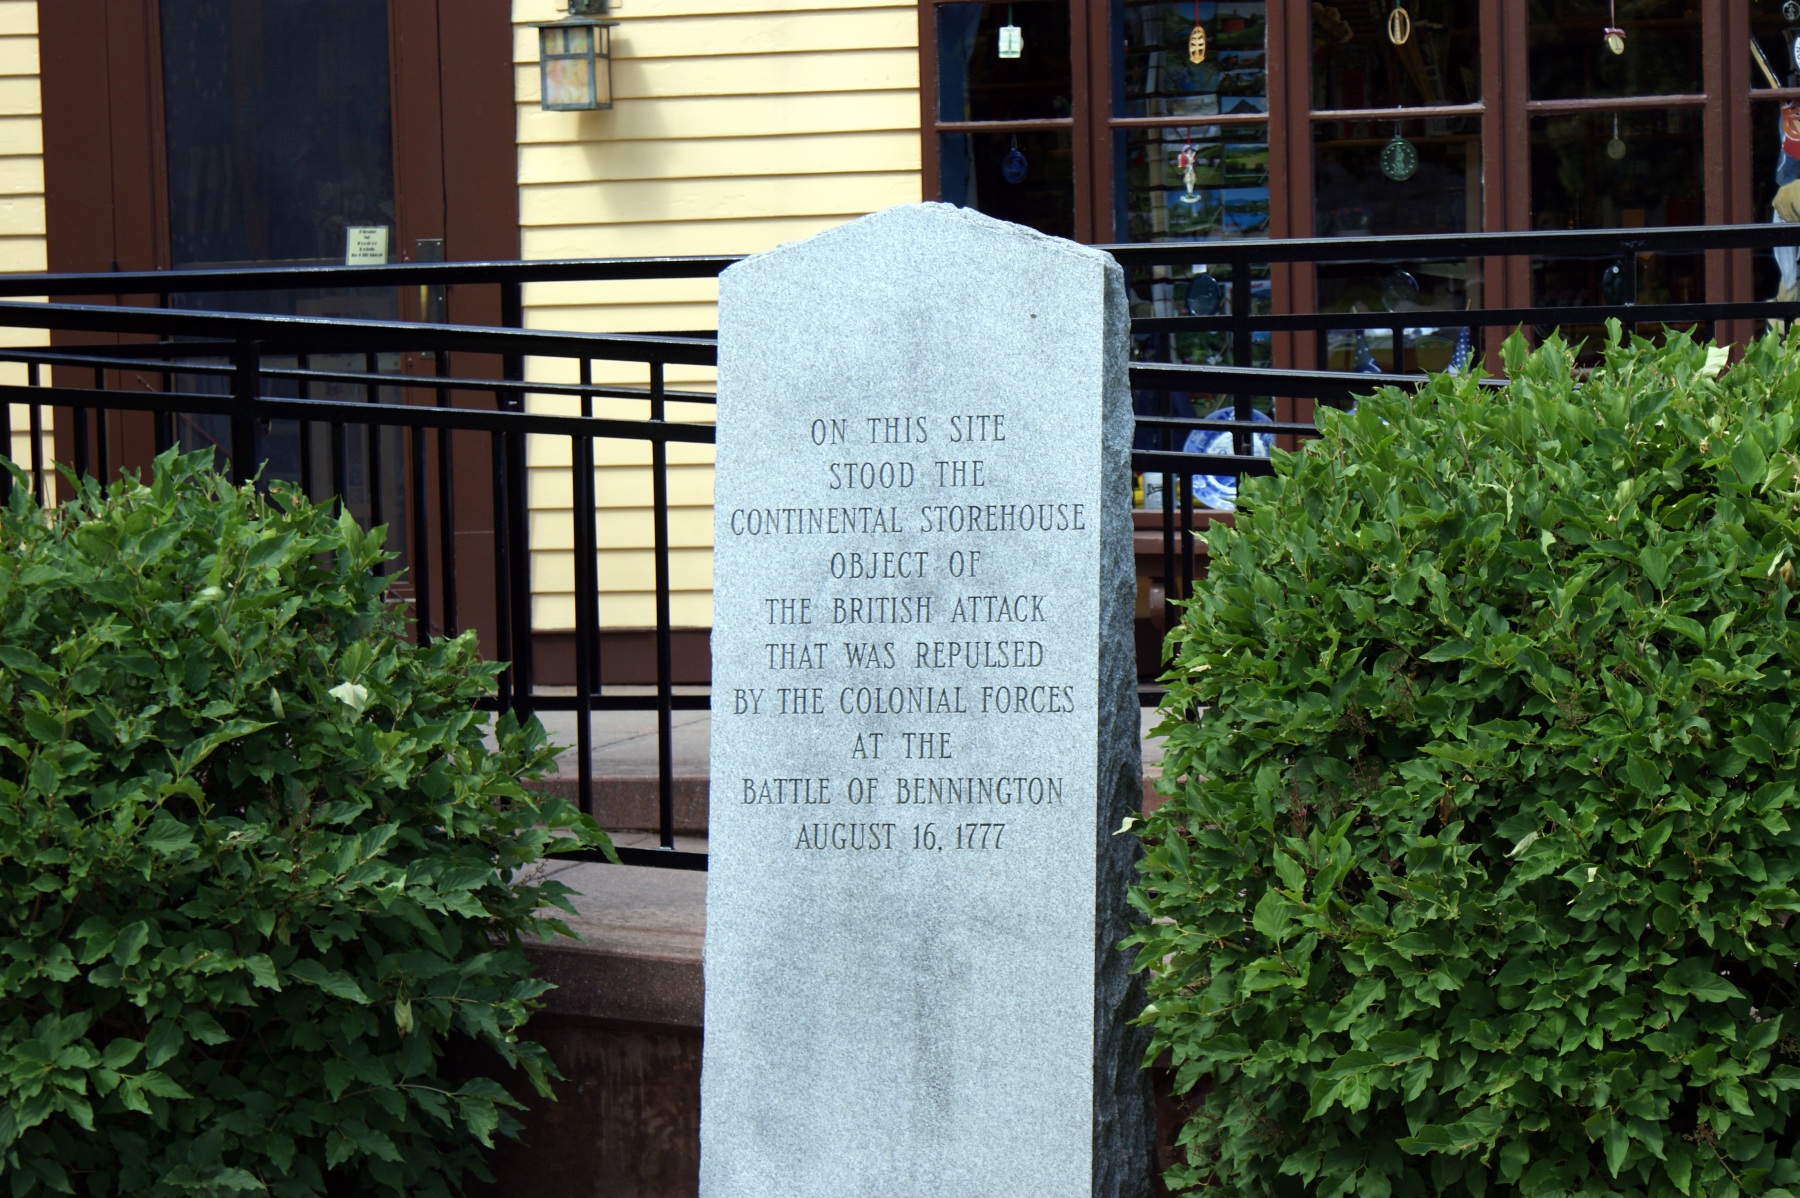 ON THIS SITE
STOOD THE
CONTINENTAL STOREHOUSE
OBJECT OF
THE BRITISH ATTACK
THAT WAS REPULSED
BY THE COLONIAL FORCES
AT THE
BATTLE OF BENNINGTON
AUGUST 16, 1777